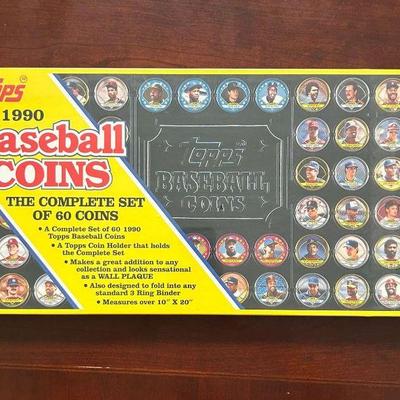 Topps
1990
Baseball
COINS
THE COMPLETE SET
OF 60 COINS
• A Complete Set of 60 1990
Topps Baseball Coins
• A Topps Coin Holder that holds
the Complete Set
• Makes a great addition to any
collection and looks sensational
as a WALL PLAQUE
• Also designed to fold into any
standard 3 Ring Binder
• Measures over 10" X 20"
Topps
BASEBALL
COINS